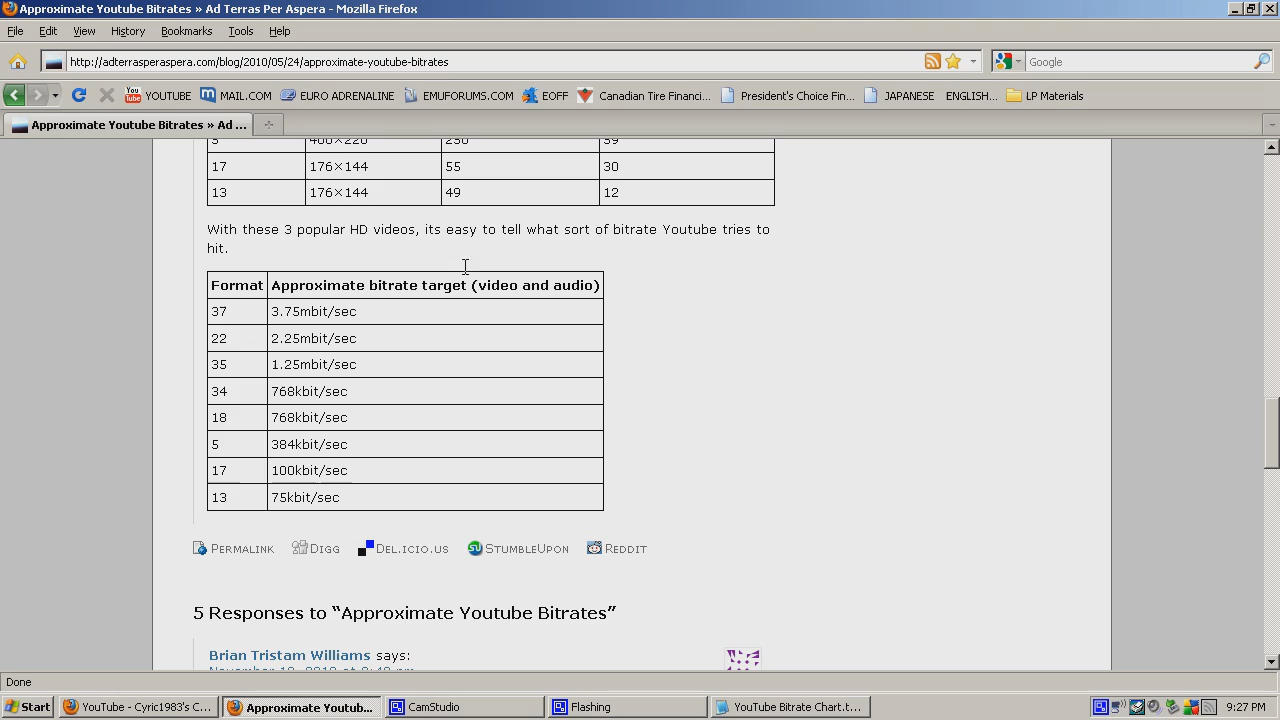 Approximate Youtube Bitrates » Ad Terras Per Aspera - Mozilla Firefox
File Edit View History Bookmarks Tools Help
http://adterrasperaspera.com/blog/2010/05/24/approximate-youtube-bitrates Google
YOUTUBE MAIL.COM EURO ADRENALINE EMUFORUMS.COM EOFF Canadian Tire Financi... President's Choice Fin... JAPANESE ENGLISH... LP Materials
Approximate Youtube Bitrates » Ad ...
5 400×220 250 59
17 176×144 55 30
13 176×144 49 12
With these 3 popular HD videos, its easy to tell what sort of bitrate Youtube tries to
hit.
Format Approximate bitrate target (video and audio)
37 3.75mbit/sec
22 2.25mbit/sec
35 1.25mbit/sec
34 768kbit/sec
18 768kbit/sec
5 384kbit/sec
17 100kbit/sec
13 75kbit/sec
Permalink Digg Del.icio.us StumbleUpon Reddit
5 Responses to “Approximate Youtube Bitrates”
Brian Tristam Williams says:
Done
Start YouTube - Cyric1983's C... Approximate Youtub... CamStudio Flashing YouTube Bitrate Chart.t... 9:27 PM